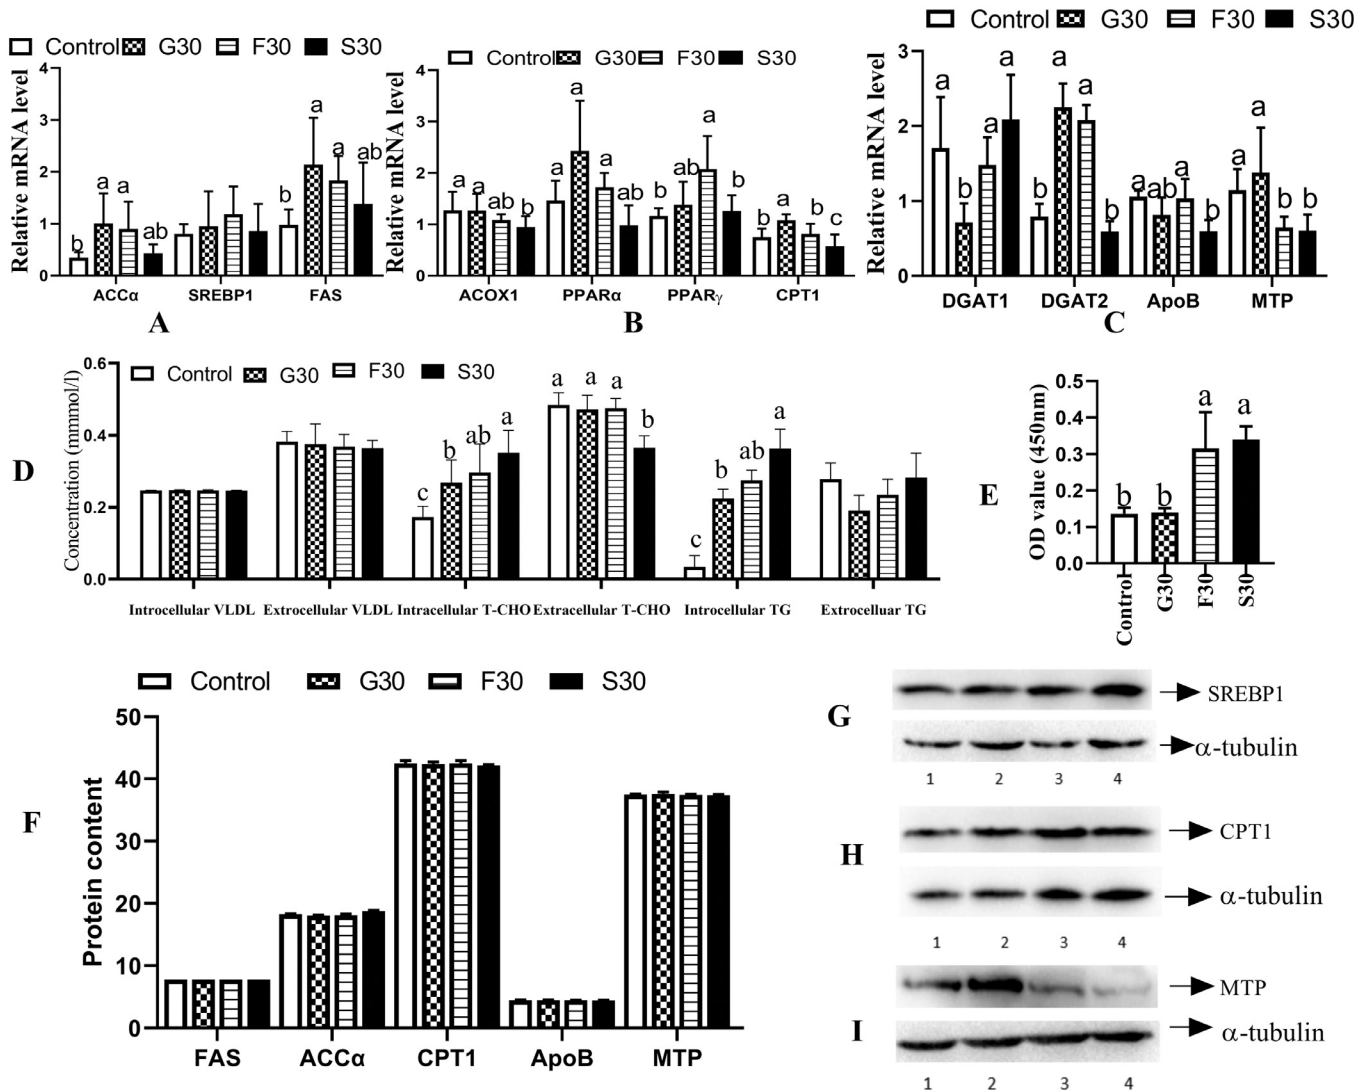 Control G30 F30 S30
Relative mRNA level
4
3
2
1
0
b a a ab
b a a ab
ACCα SREBP1 FAS
A
Control G30 F30 S30
Relative mRNA level
4
3
2
1
0
a a ab b
a a a ab
b ab a b
b a b c
ACOX1 PPARα PPARγ CPT1
B
Control G30 F30 S30
Relative mRNA level
3
2
1
0
a b a a
b a a b
a ab a b
a a b b
DGAT1 DGAT2 ApoB MTP
C
D
Control G30 F30 S30
Concentration (mmmol/l)
0.6
0.4
0.2
0.0
c b ab a
a a a b
c b ab a
Introcellular VLDL Extrocellular VLDL Intracellular T-CHO Extracellular T-CHO Introcellular TG Extrocelluar TG
E
OD value (450nm)
0.5
0.4
0.3
0.2
0.1
0.0
b b a a
Control G30 F30 S30
F
Control G30 F30 S30
Protein content
50
40
30
20
10
0
FAS ACCα CPT1 ApoB MTP
G
SREBP1
α-tubulin
1 2 3 4
H
CPT1
α-tubulin
1 2 3 4
I
MTP
α-tubulin
1 2 3 4